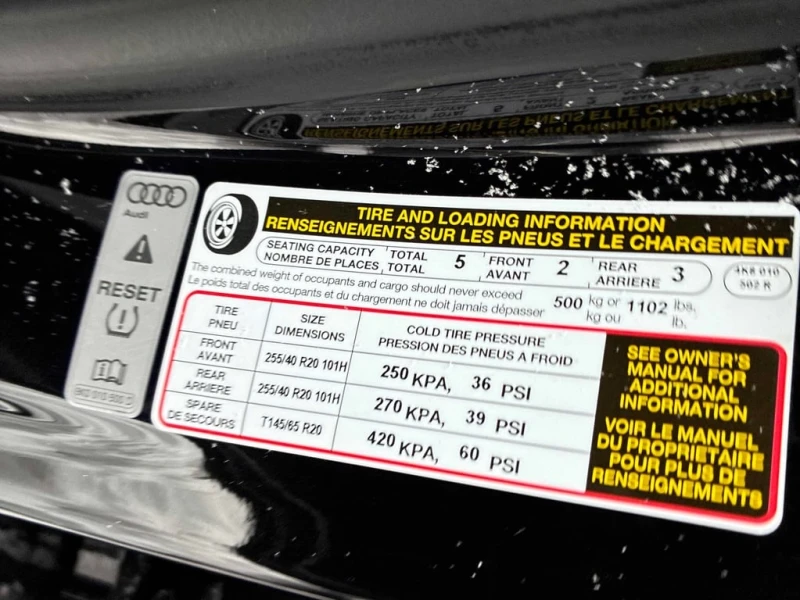 TIRE AND LOADING INFORMATION
RENSEIGNEMENTS SUR LES PNEUS ET LE CHARGEMENT
SEATING CAPACITY TOTAL 5 FRONT 2 REAR 3
NOMBRE DE PLACES TOTAL AVANT ARRIERE
4K8 010
502 R
The combined weight of occupants and cargo should never exceed 500 kg or 1102 lbs.
Le poids total des occupants et du chargement ne doit jamais dépasser kg ou lb.
TIRE SIZE COLD TIRE PRESSURE
PNEU DIMENSIONS PRESSION DES PNEUS A FROID
FRONT
AVANT 255/40 R20 101H 250 KPA, 36 PSI
REAR
ARRIERE 255/40 R20 101H 270 KPA, 39 PSI
SPARE
DE SECOURS T145/65 R20 420 KPA, 60 PSI
SEE OWNER'S
MANUAL FOR
ADDITIONAL
INFORMATION
VOIR LE MANUEL
DU PROPRIETAIRE
POUR PLUS DE
RENSEIGNEMENTS
Audi
RESET